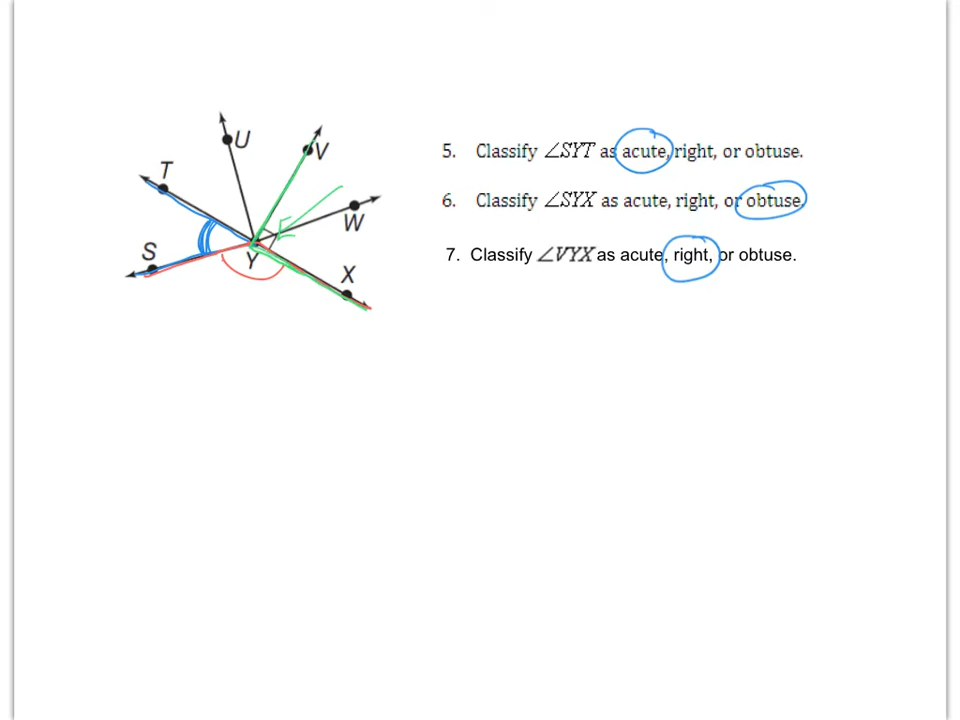 U
V
T
W
S
Y
X
5. Classify ∠SYT as acute, right, or obtuse.
6. Classify ∠SYX as acute, right, or obtuse.
7. Classify ∠VYX as acute, right, or obtuse.